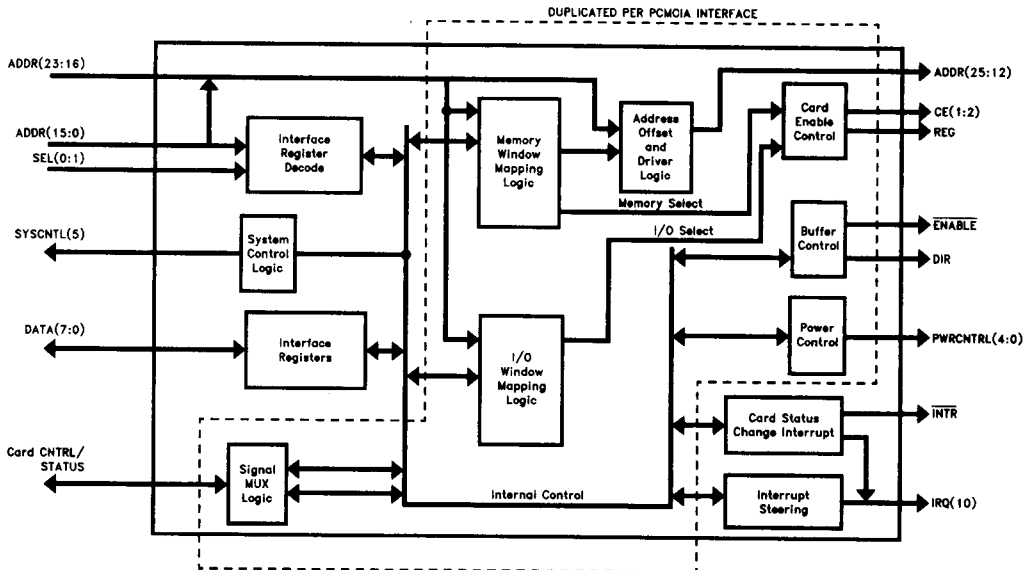 DUPLICATED PER PCMCIA INTERFACE
ADDR(23:16)
ADDR(15:0)
SEL(0:1)
SYSCNTL(5)
DATA(7:0)
Card CNTRL/
STATUS
Interface
Register
Decode
System
Control
Logic
Interface
Registers
Signal
MUX
Logic
Memory
Window
Mapping
Logic
Address
Offset
and
Driver
Logic
Memory Select
I/O Select
I/O
Window
Mapping
Logic
Internal Control
Card
Enable
Control
Buffer
Control
Power
Control
Card Status
Change Interrupt
Interrupt
Steering
ADDR(25:12)
CE(1:2)
REG
ENABLE
DIR
PWRCNTRL(4:0)
INTR
IRQ(10)